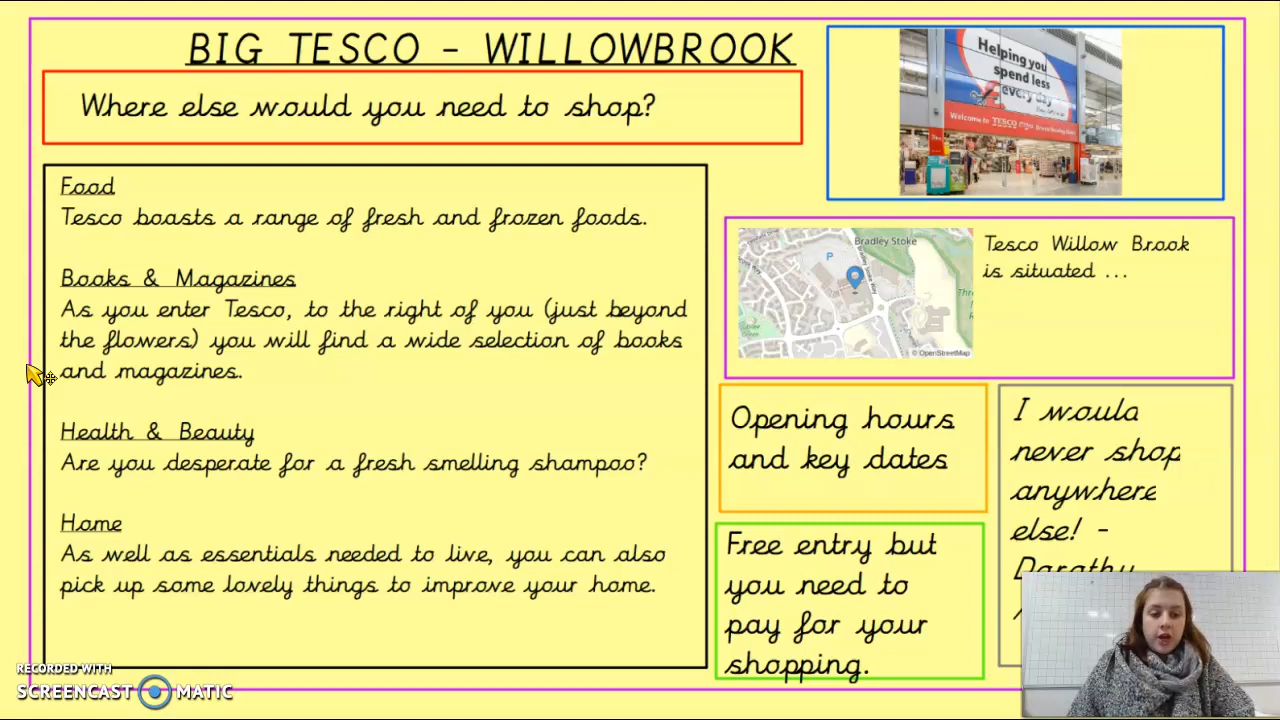 BIG TESCO - WILLOWBROOK
Where else would you need to shop?
Helping you
spend less
every day
Welcome to TESCO
Food
Tesco boasts a range of fresh and frozen foods.
Books & Magazines
As you enter Tesco, to the right of you (just beyond
the flowers) you will find a wide selection of books
and magazines.
Health & Beauty
Are you desperate for a fresh smelling shampoo?
Home
As well as essentials needed to live, you can also
pick up some lovely things to improve your home.
Bradley Stoke
P
© OpenStreetMap
Tesco Willow Brook
is situated ...
Opening hours
and key dates
Free entry but
you need to
pay for your
shopping.
I would
never shop
anywhere
else! -
Dorothy
RECORDED WITH
SCREENCAST MATIC